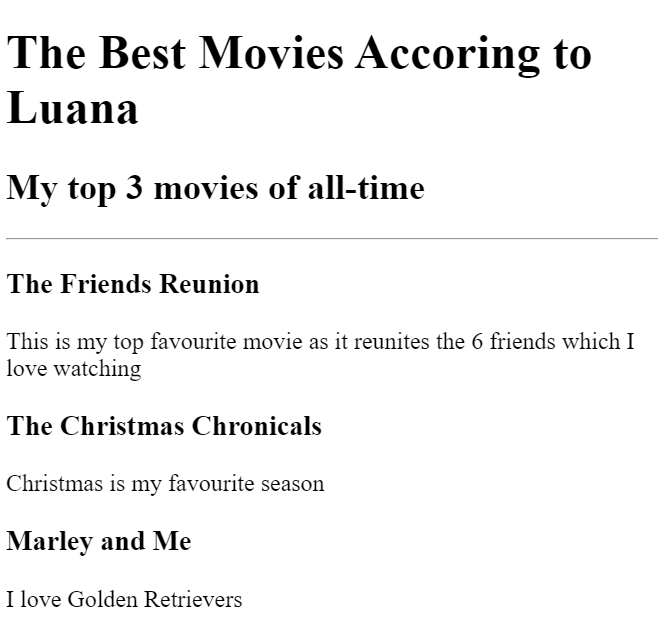 The Best Movies Accoring to
Luana
My top 3 movies of all-time
The Friends Reunion
This is my top favourite movie as it reunites the 6 friends which I
love watching
The Christmas Chronicals
Christmas is my favourite season
Marley and Me
I love Golden Retrievers